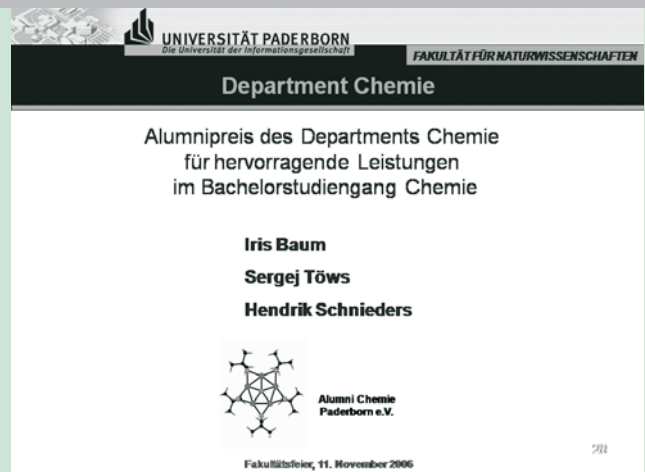 UNIVERSITÄT PADERBORN
Die Universität der Informationsgesellschaft
FAKULTÄT FÜR NATURWISSENSCHAFTEN
Department Chemie
Alumnipreis des Departments Chemie
für hervorragende Leistungen
im Bachelorstudiengang Chemie
Iris Baum
Sergej Töws
Hendrik Schnieders
Alumni Chemie
Paderborn e.V.
Fakultätsfeier, 11. November 2006